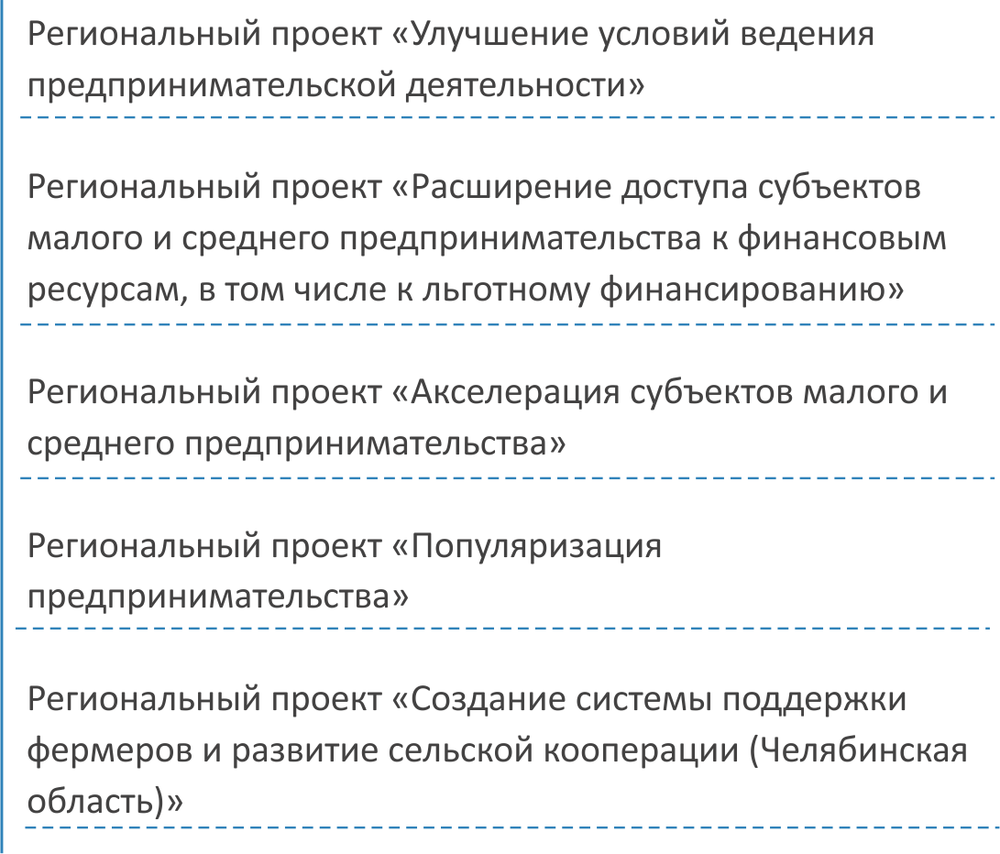 Региональный проект «Улучшение условий ведения
предпринимательской деятельности»
Региональный проект «Расширение доступа субъектов
малого и среднего предпринимательства к финансовым
ресурсам, в том числе к льготному финансированию»
Региональный проект «Акселерация субъектов малого и
среднего предпринимательства»
Региональный проект «Популяризация
предпринимательства»
Региональный проект «Создание системы поддержки
фермеров и развитие сельской кооперации (Челябинская
область)»